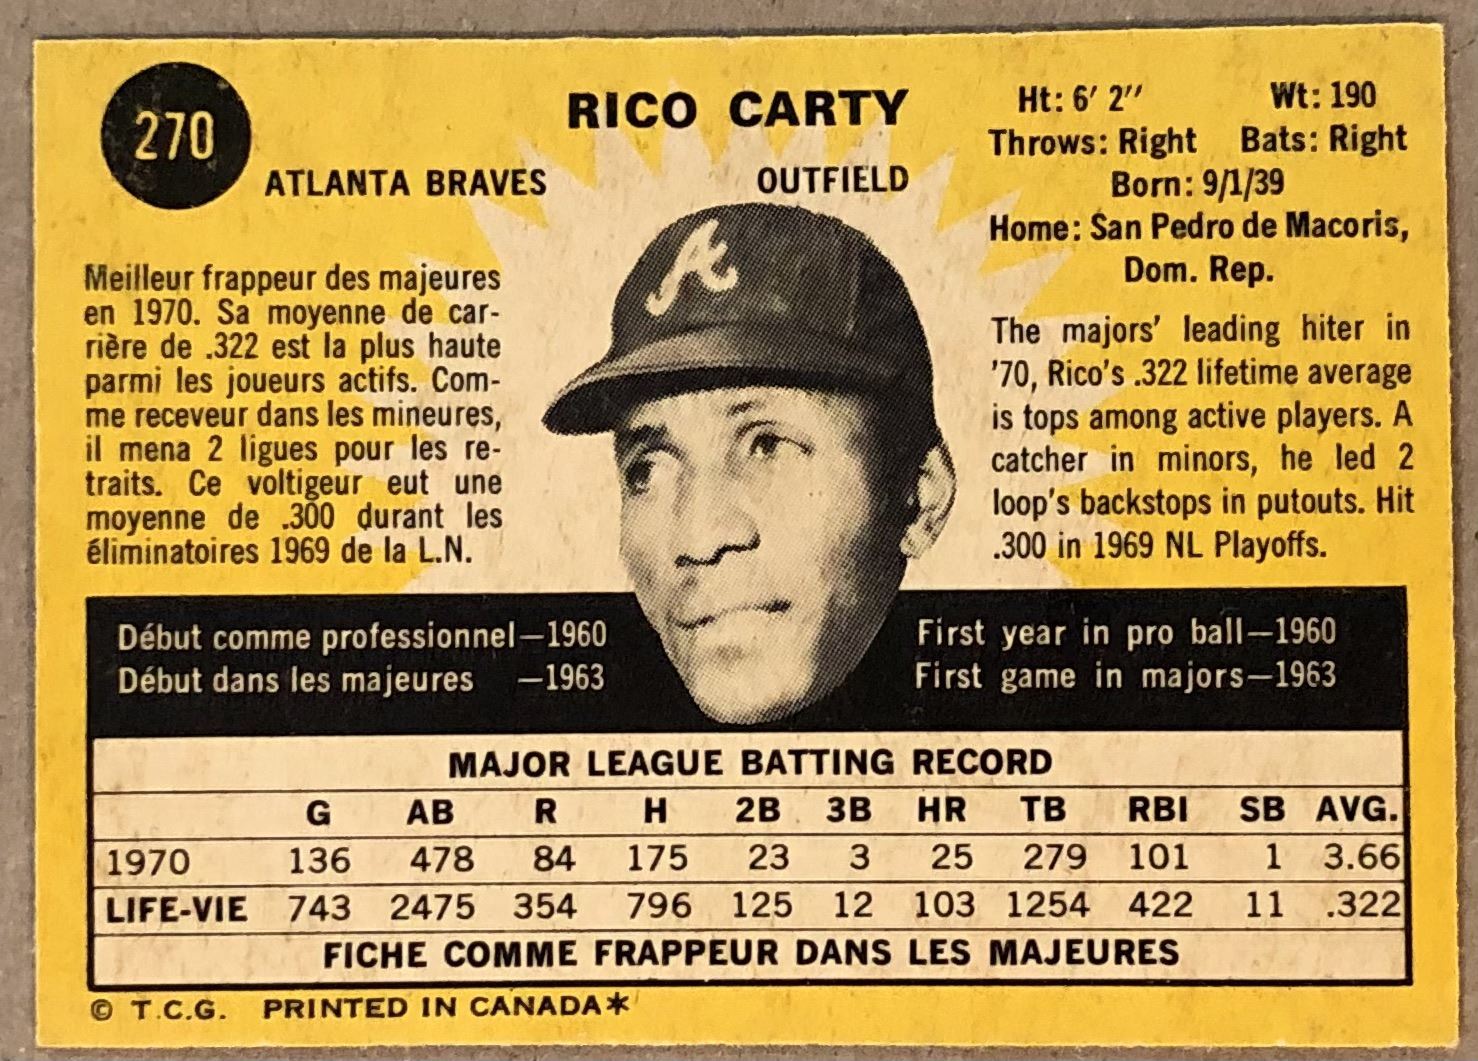 270
RICO CARTY
ATLANTA BRAVES OUTFIELD
Ht: 6' 2" Wt: 190
Throws: Right Bats: Right
Born: 9/1/39
Home: San Pedro de Macoris,
Dom. Rep.
A
Meilleur frappeur des majeures
en 1970. Sa moyenne de car-
rière de .322 est la plus haute
parmi les joueurs actifs. Com-
me receveur dans les mineures,
il mena 2 ligues pour les re-
traits. Ce voltigeur eut une
moyenne de .300 durant les
éliminatoires 1969 de la L.N.
The majors' leading hiter in
'70, Rico's .322 lifetime average
is tops among active players. A
catcher in minors, he led 2
loop's backstops in putouts. Hit
.300 in 1969 NL Playoffs.
Début comme professionnel—1960
Début dans les majeures —1963
First year in pro ball—1960
First game in majors—1963
MAJOR LEAGUE BATTING RECORD
G AB R H 2B 3B HR TB RBI SB AVG.
1970 136 478 84 175 23 3 25 279 101 1 3.66
LIFE-VIE 743 2475 354 796 125 12 103 1254 422 11 .322
FICHE COMME FRAPPEUR DANS LES MAJEURES
© T.C.G. PRINTED IN CANADA*